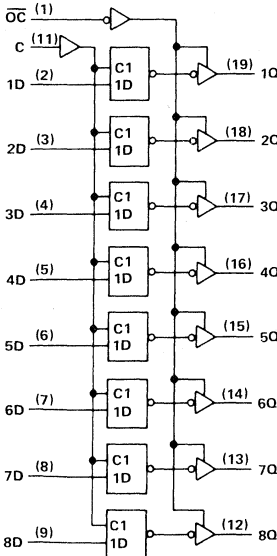 OC (1)
C (11)
C1
1D (2) 1D (19) 1Q
C1
2D (3) 1D (18) 2Q
C1
3D (4) 1D (17) 3Q
C1
4D (5) 1D (16) 4Q
C1
5D (6) 1D (15) 5Q
C1
6D (7) 1D (14) 6Q
C1
7D (8) 1D (13) 7Q
C1
8D (9) 1D (12) 8Q